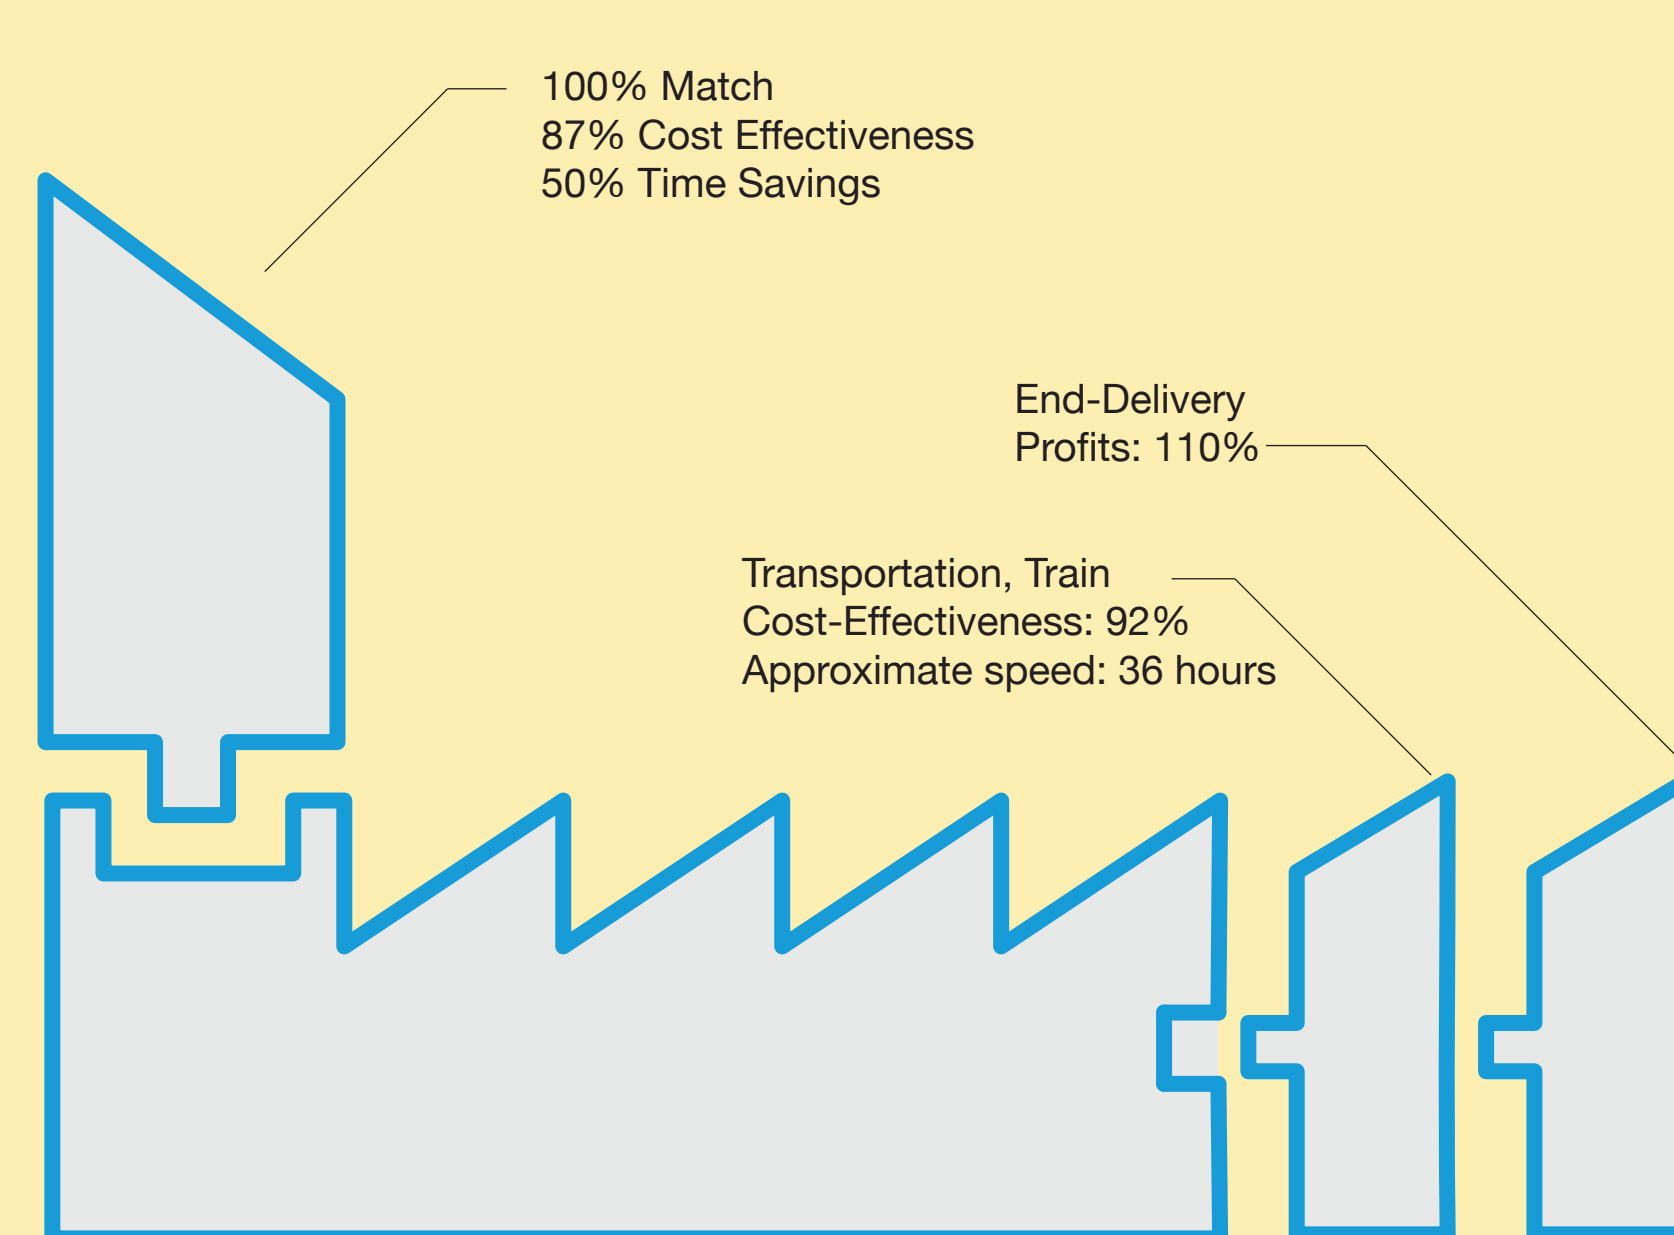 100% Match
87% Cost Effectiveness
50% Time Savings
End-Delivery
Profits: 110%
Transportation, Train
Cost-Effectiveness: 92%
Approximate speed: 36 hours